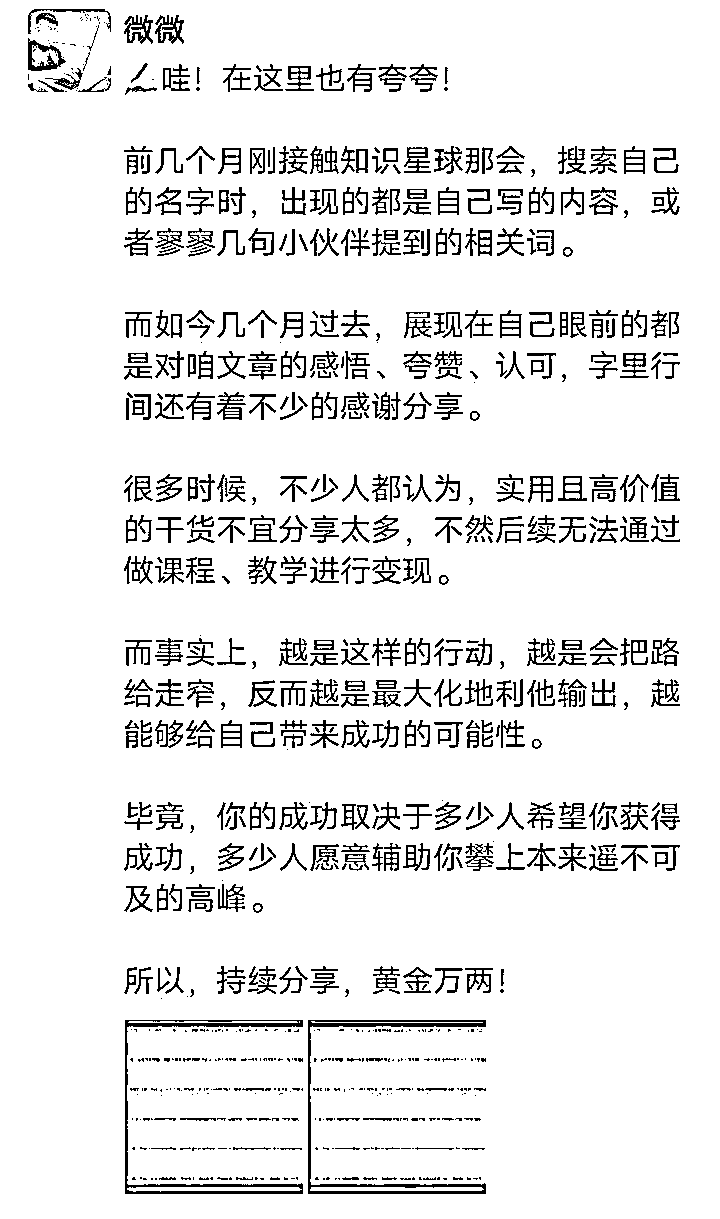 微微
哇！在这里也有夸夸！
前几个月刚接触知识星球那会，搜索自己
的名字时，出现的都是自己写的内容，或
者寥寥几句小伙伴提到的相关词。
而如今几个月过去，展现在自己眼前的都
是对咱文章的感悟、夸赞、认可，字里行
间还有着不少的感谢分享。
很多时候，不少人都认为，实用且高价值
的干货不宜分享太多，不然后续无法通过
做课程、教学进行变现。
而事实上，越是这样的行动，越是会把路
给走窄，反而越是最大化地利他输出，越
能够给自己带来成功的可能性。
毕竟，你的成功取决于多少人希望你获得
成功，多少人愿意辅助你攀上本来遥不可
及的高峰。
所以，持续分享，黄金万两！